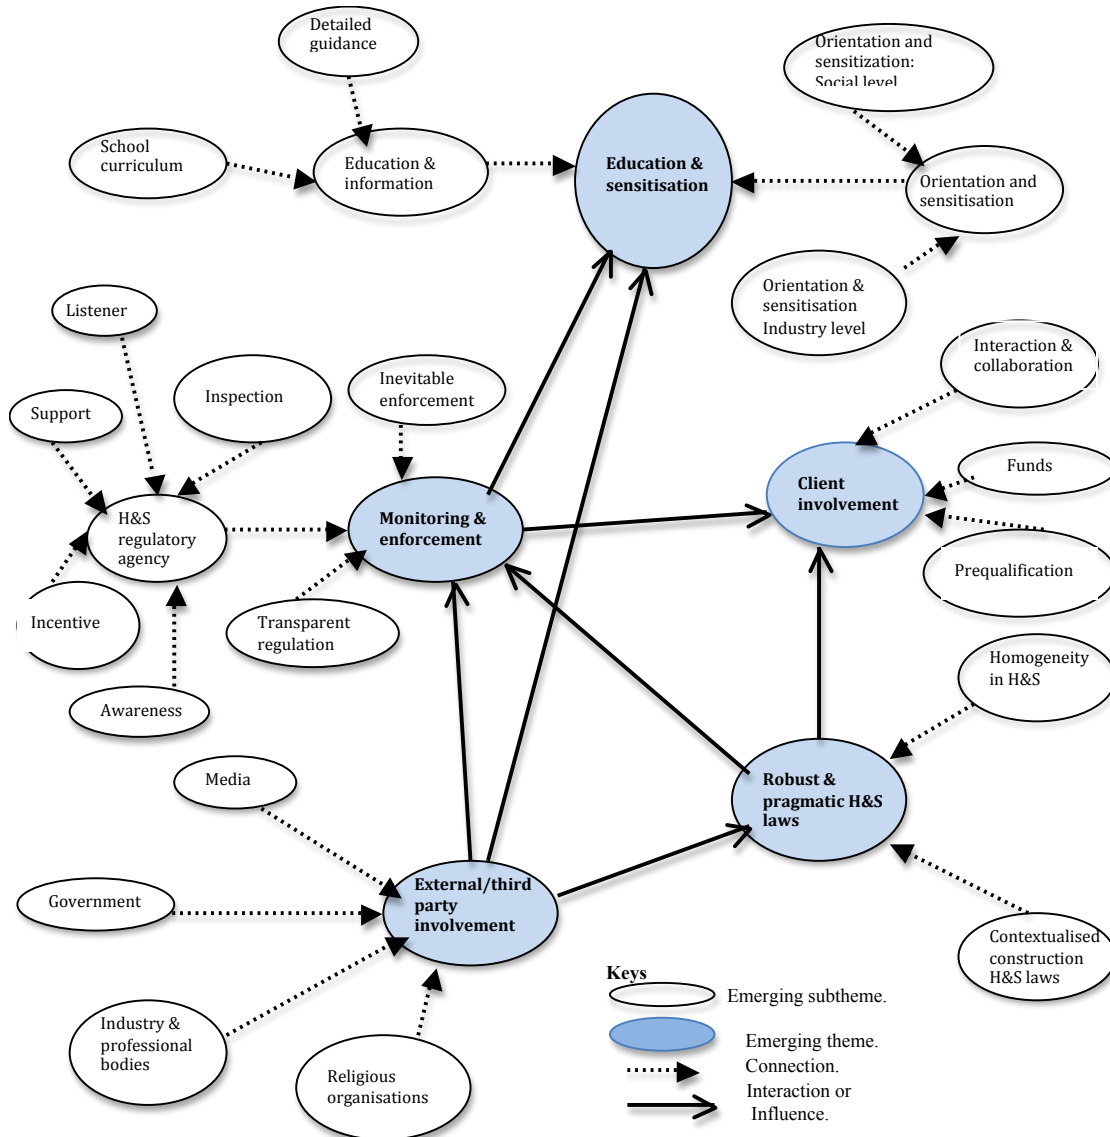 Detailed
guidance
Orientation and
sensitization:
Social level
School
curriculum
Education &
information
Education &
sensitisation
Orientation and
sensitisation
Orientation &
sensitisation
Industry level
Listener
Interaction &
collaboration
Inevitable
enforcement
Inspection
Support
Funds
Client
involvement
H&S
regulatory
agency
Monitoring &
enforcement
Prequalification
Incentive
Transparent
regulation
Homogeneity
in H&S
Awareness
Media
Robust &
pragmatic H&S
laws
External/third
party
involvement
Government
Contextualised
construction
H&S laws
Industry &
professional
bodies
Religious
organisations
Keys
Emerging subtheme.
Emerging theme.
Connection.
Interaction or
Influence.